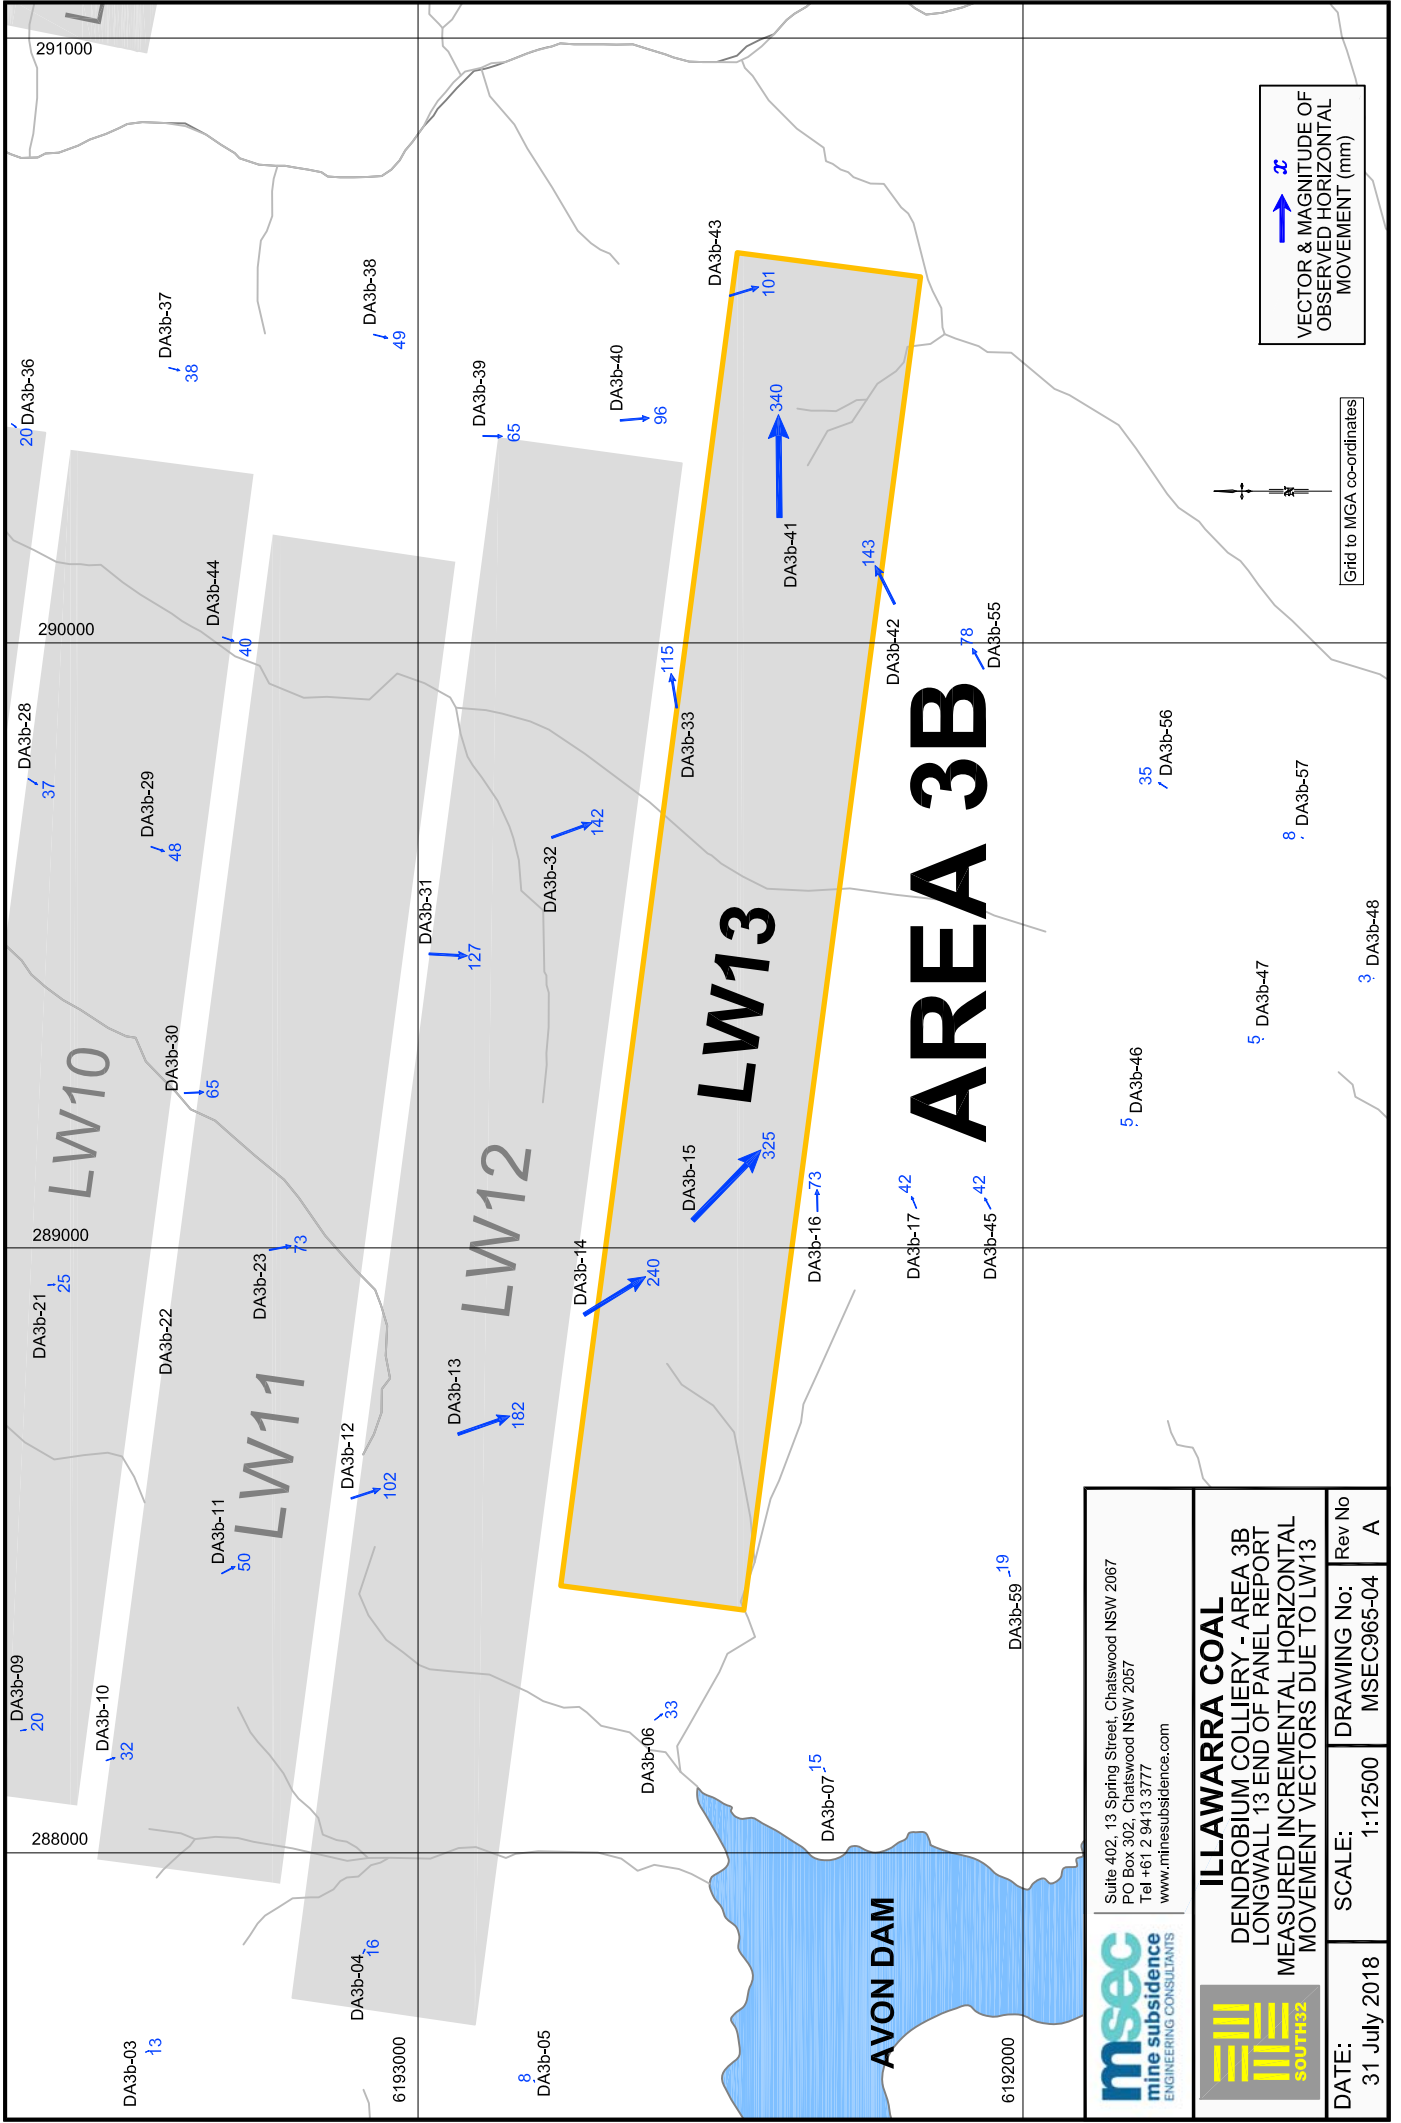 291000
290000
289000
288000
6193000
6192000
L
DA3b-36
20
DA3b-37
38
DA3b-38
49
DA3b-39
65
DA3b-40
96
DA3b-43
101
DA3b-41
340
DA3b-42
143
DA3b-44
40
DA3b-28
37
DA3b-29
48
DA3b-33
115
DA3b-55
78
DA3b-32
142
DA3b-31
127
DA3b-56
35
DA3b-57
8
DA3b-48
3
DA3b-47
5
DA3b-46
5
DA3b-30
65
LW10
LW11
LW12
LW13
AREA 3B
DA3b-15
325
DA3b-14
240
DA3b-16
73
DA3b-17
42
DA3b-45
42
DA3b-21
25
DA3b-22
DA3b-23
73
DA3b-13
182
DA3b-12
102
DA3b-11
50
DA3b-09
20
DA3b-10
32
DA3b-06
33
DA3b-07
15
DA3b-59
19
DA3b-04
16
DA3b-03
13
DA3b-05
8
AVON DAM
x
VECTOR & MAGNITUDE OF
OBSERVED HORIZONTAL
MOVEMENT (mm)
N
Grid to MGA co-ordinates
msec
mine subsidence
ENGINEERING CONSULTANTS
Suite 402, 13 Spring Street, Chatswood NSW 2067
PO Box 302, Chatswood NSW 2057
Tel +61 2 9413 3777
www.minesubsidence.com
SOUTH32
ILLAWARRA COAL
DENDROBIUM COLLIERY - AREA 3B
LONGWALL 13 END OF PANEL REPORT
MEASURED INCREMENTAL HORIZONTAL
MOVEMENT VECTORS DUE TO LW13
DATE:
31 July 2018
SCALE:
1:12500
DRAWING No:
MSEC965-04
Rev No
A